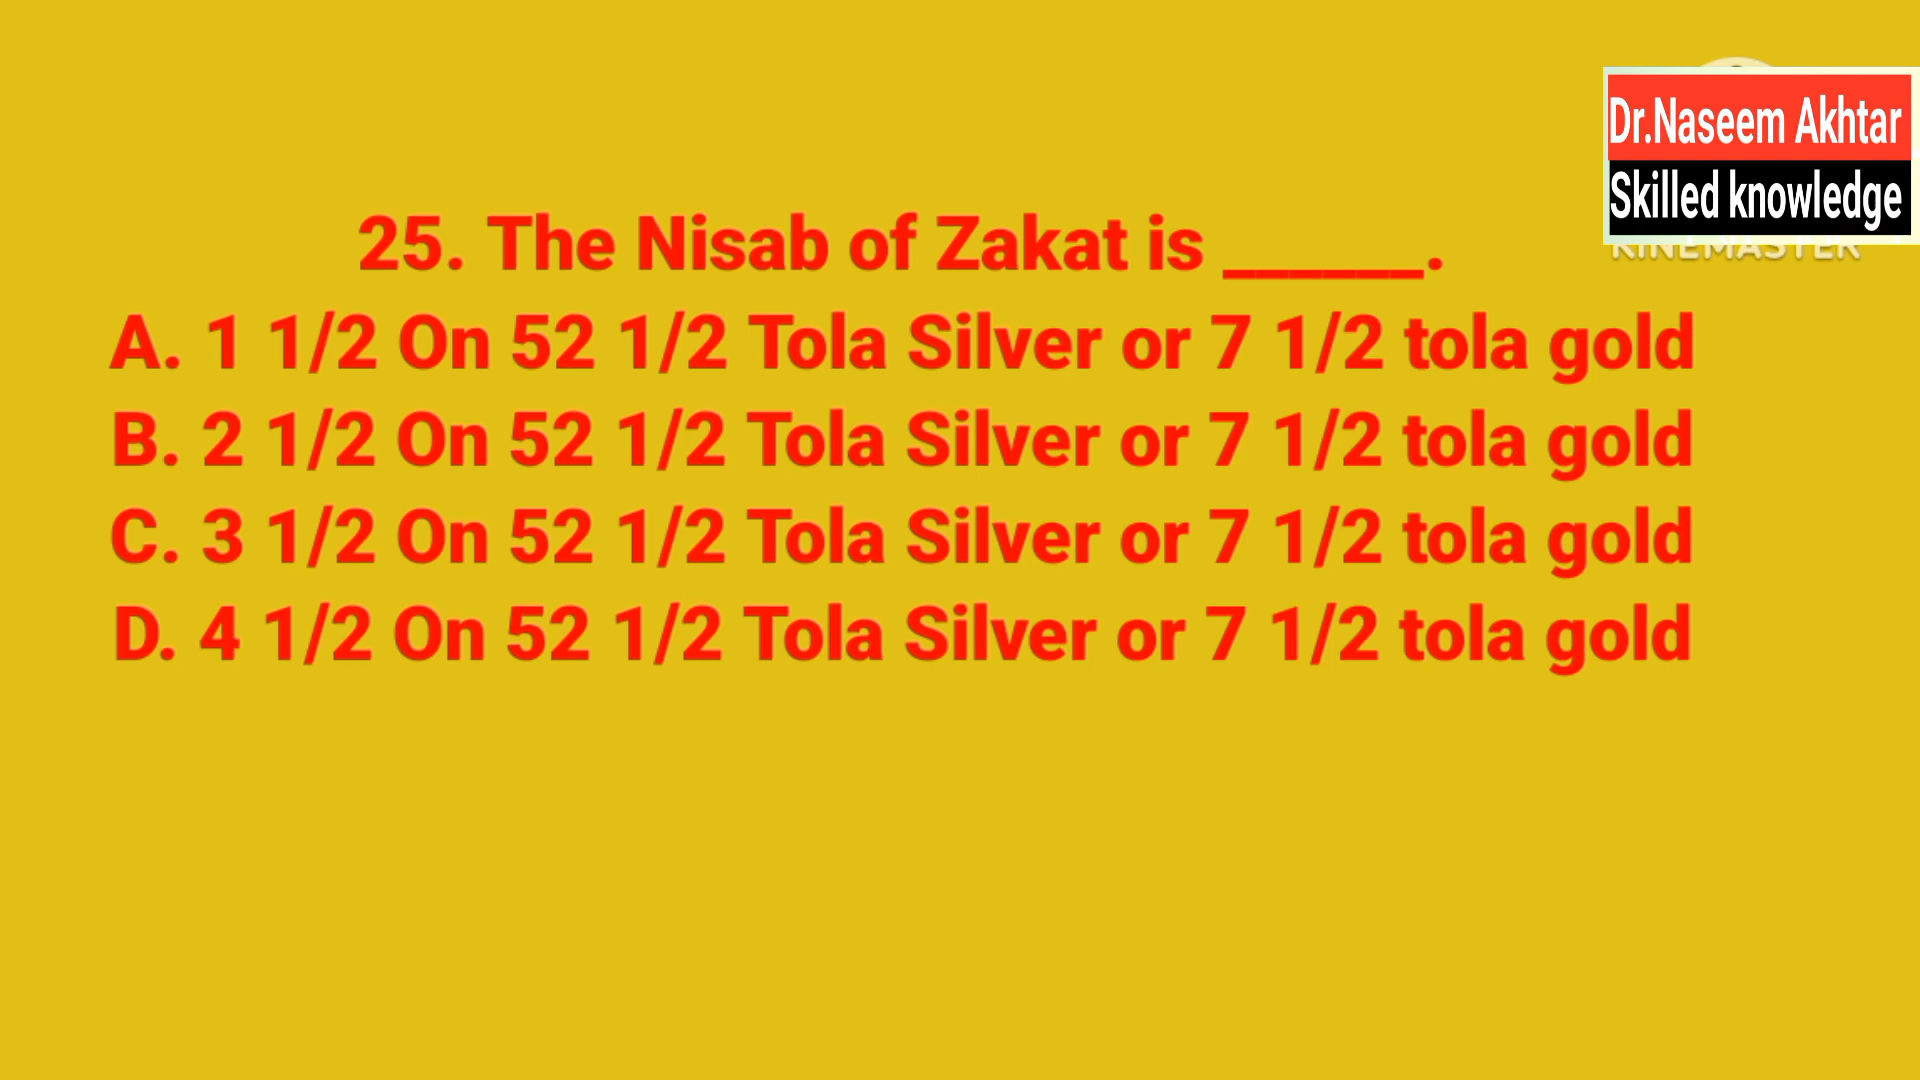 Dr.Naseem Akhtar
Skilled knowledge
KINEMASTER
25. The Nisab of Zakat is ______.
A. 1 1/2 On 52 1/2 Tola Silver or 7 1/2 tola gold
B. 2 1/2 On 52 1/2 Tola Silver or 7 1/2 tola gold
C. 3 1/2 On 52 1/2 Tola Silver or 7 1/2 tola gold
D. 4 1/2 On 52 1/2 Tola Silver or 7 1/2 tola gold